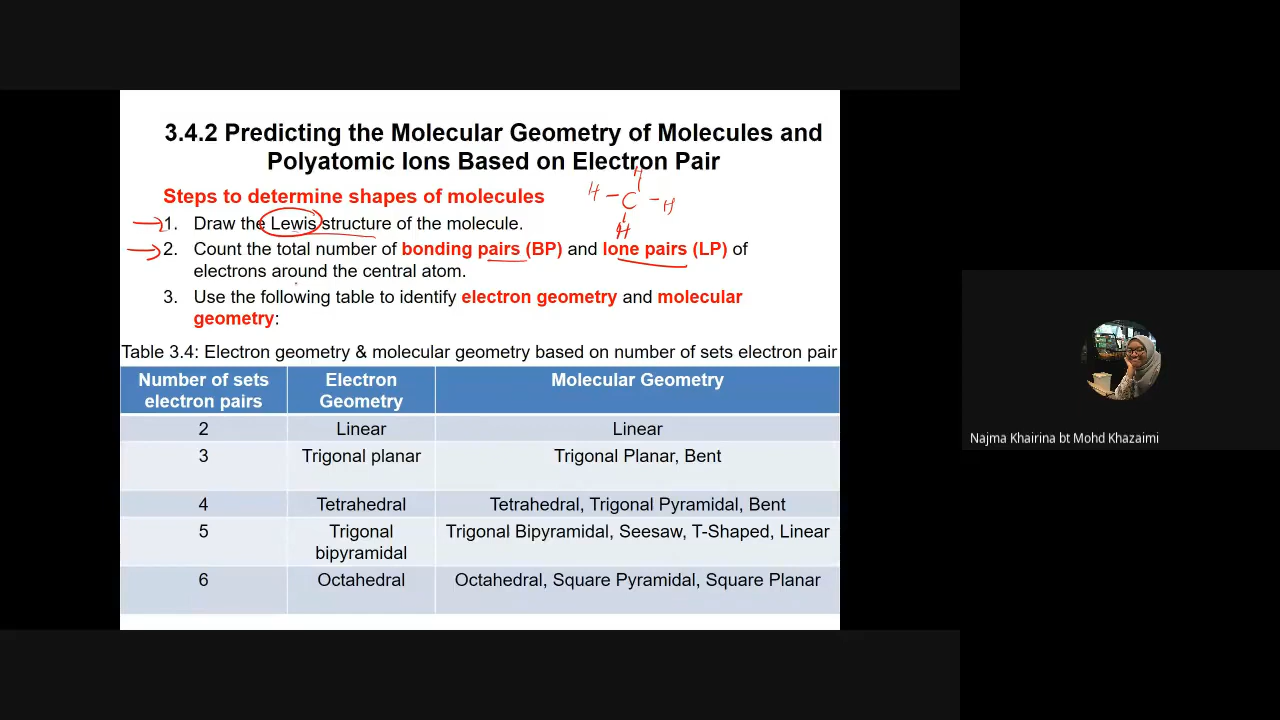 3.4.2 Predicting the Molecular Geometry of Molecules and
Polyatomic Ions Based on Electron Pair
Steps to determine shapes of molecules
1. Draw the Lewis structure of the molecule.
2. Count the total number of bonding pairs (BP) and lone pairs (LP) of
electrons around the central atom.
3. Use the following table to identify electron geometry and molecular
geometry:
H
H - C - H
H
Table 3.4: Electron geometry & molecular geometry based on number of sets electron pair
Number of sets electron pairs Electron Geometry Molecular Geometry
2 Linear Linear
3 Trigonal planar Trigonal Planar, Bent
4 Tetrahedral Tetrahedral, Trigonal Pyramidal, Bent
5 Trigonal bipyramidal Trigonal Bipyramidal, Seesaw, T-Shaped, Linear
6 Octahedral Octahedral, Square Pyramidal, Square Planar
Najma Khairina bt Mohd Khazaimi